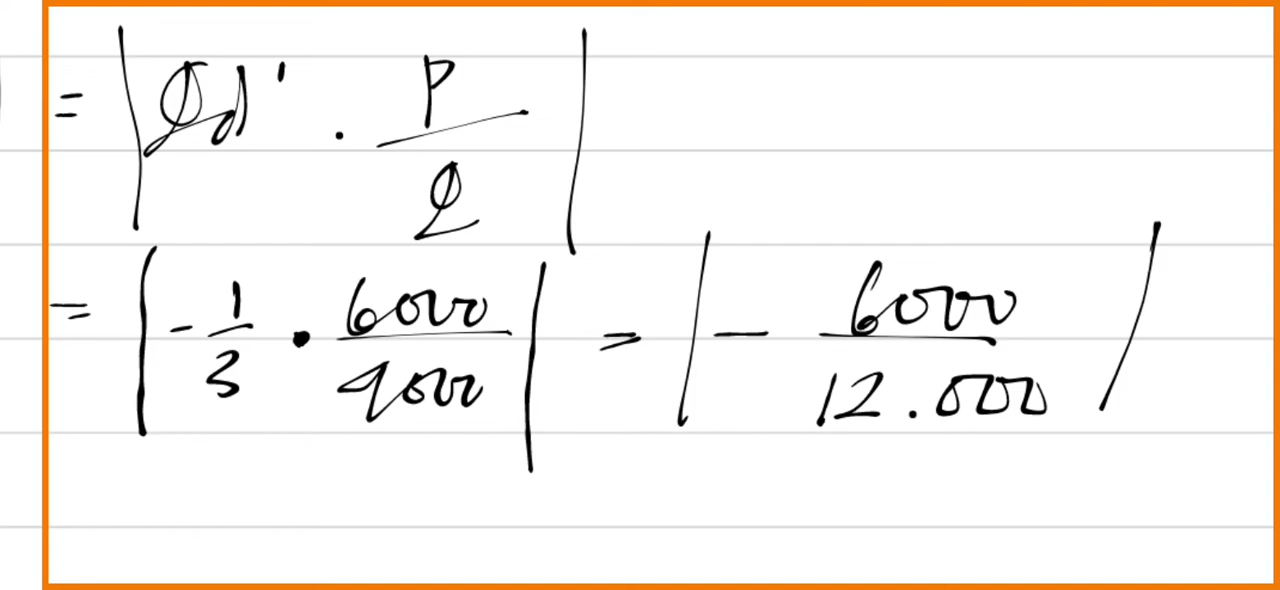 = | Qd' . P/Q |
= | -1/3 • 6000/4000 | = | - 6000/12.000 |